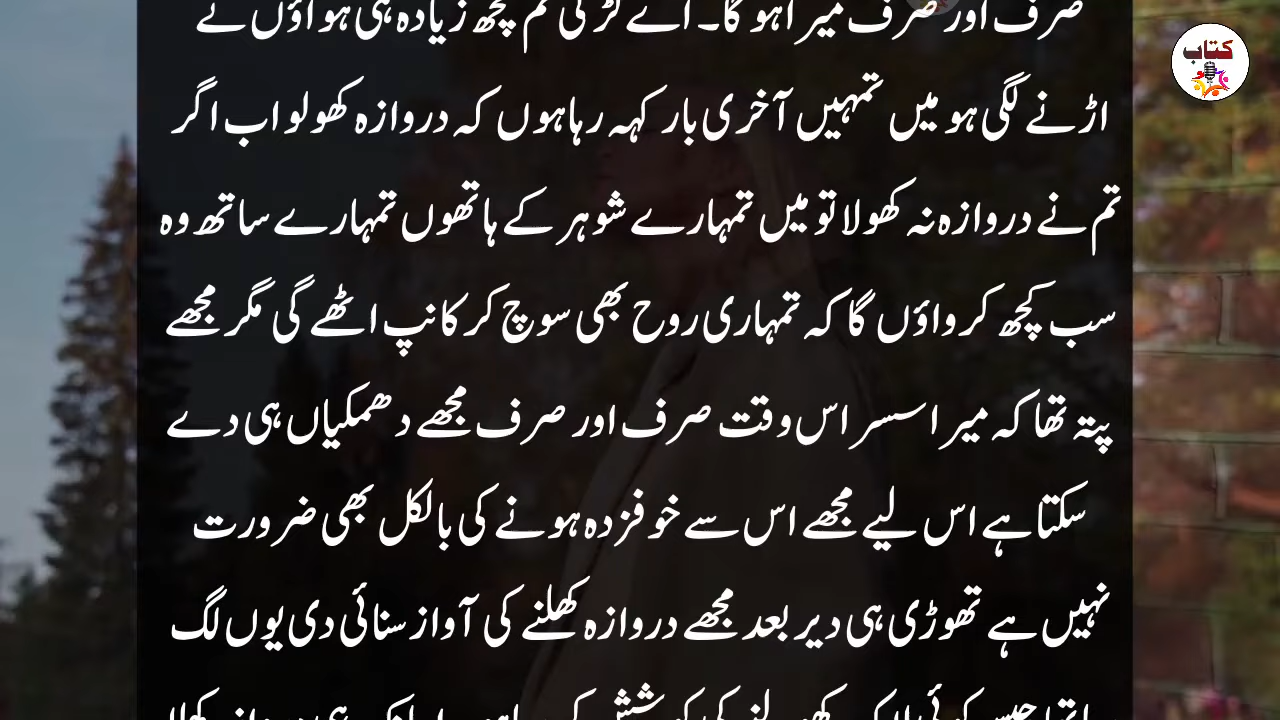 صرف اور صرف میرا ہو گا۔ اے لڑکی تم کچھ زیادہ ہی ہواؤں نے
اڑنے لگی ہو میں تمہیں آخری بار کہہ رہا ہوں کہ دروازہ کھولو اب اگر
تم نے دروازہ نہ کھولا تو میں تمہارے شوہر کے ہاتھوں تمہارے ساتھ وہ
سب کچھ کرواؤں گا کہ تمہاری روح بھی سوچ کر کانپ اٹھے گی مگر مجھے
پتہ تھا کہ میرا سسر اس وقت صرف اور صرف مجھے دھمکیاں ہی دے
سکتا ہے اس لیے مجھے اس سے خوفزدہ ہونے کی بالکل بھی ضرورت
نہیں ہے تھوڑی ہی دیر بعد مجھے دروازہ کھلنے کی آواز سنائی دی یوں لگ
کتاب